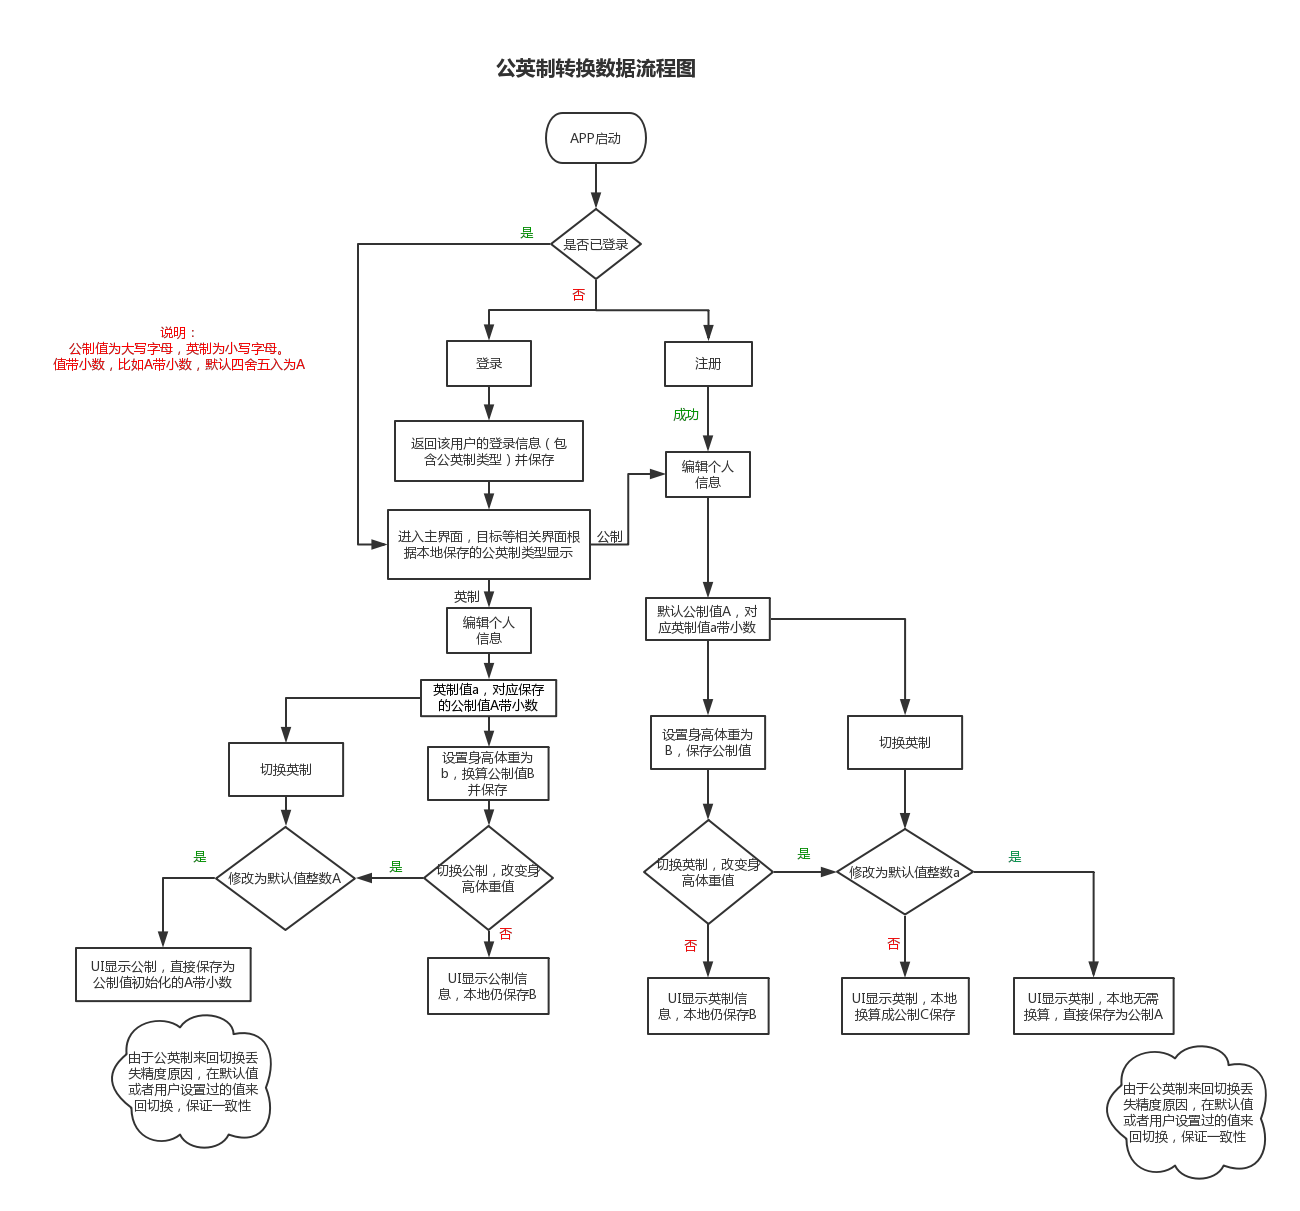 公英制转换数据流程图
APP启动
是
是否已登录
否
说明：
公制值为大写字母，英制为小写字母。
值带小数，比如A带小数，默认四舍五入为A
登录
注册
成功
返回该用户的登录信息（包
含公英制类型）并保存
编辑个人
信息
进入主界面，目标等相关界面根
据本地保存的公英制类型显示
公制
英制
编辑个人
信息
默认公制值A，对
应英制值a带小数
英制值a，对应保存
的公制值A带小数
设置身高体重为
B，保存公制值
切换英制
切换英制
设置身高体重为
b，换算公制值B
并保存
是
修改为默认值整数A
是
切换公制，改变身
高体重值
否
切换英制，改变身
高体重值
是
修改为默认值整数a
是
否
否
UI显示公制，直接保存为
公制值初始化的A带小数
UI显示公制信
息，本地仍保存B
UI显示英制信
息，本地仍保存B
UI显示英制，本地
换算成公制C保存
UI显示英制，本地无需
换算，直接保存为公制A
由于公英制来回切换丢
失精度原因，在默认值
或者用户设置过的值来
回切换，保证一致性
由于公英制来回切换丢
失精度原因，在默认值
或者用户设置过的值来
回切换，保证一致性